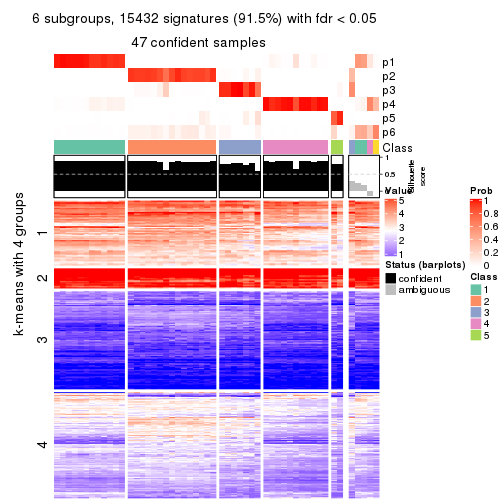 6 subgroups, 15432 signatures (91.5%) with fdr < 0.05
47 confident samples
p1
p2
p3
p4
p5
p6
Class
1
0.5
0
Silhouette
score
k-means with 4 groups
1
2
3
4
Value
5
4
3
2
1
Status (barplots)
confident
ambiguous
Prob
1
0.8
0.6
0.4
0.2
0
Class
1
2
3
4
5